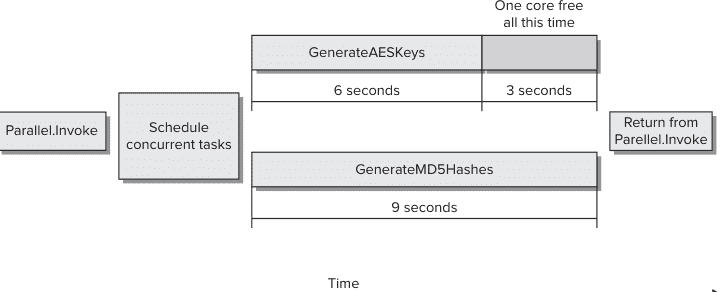 One core free
all this time
GenerateAESKeys
6 seconds
3 seconds
Parallel.Invoke
Schedule
concurrent tasks
Return from
Parellel.Invoke
GenerateMD5Hashes
9 seconds
Time